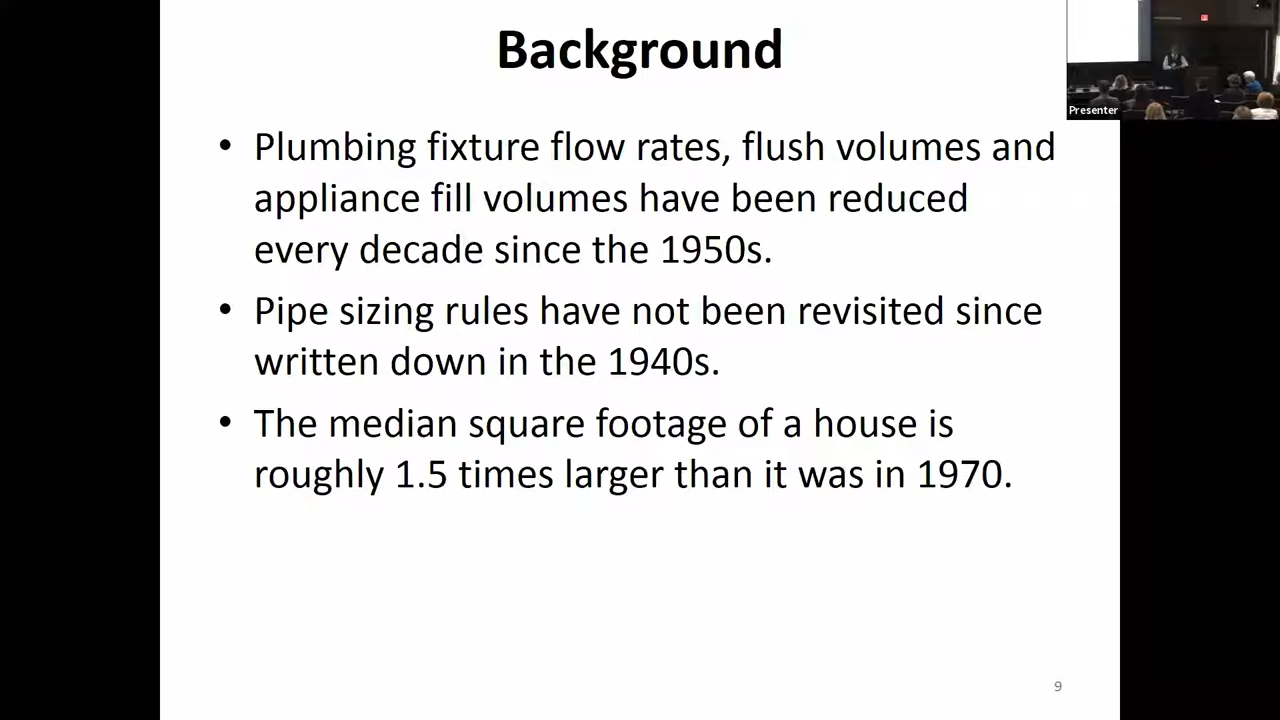 Background
• Plumbing fixture flow rates, flush volumes and
appliance fill volumes have been reduced
every decade since the 1950s.
• Pipe sizing rules have not been revisited since
written down in the 1940s.
• The median square footage of a house is
roughly 1.5 times larger than it was in 1970.
9
Presenter